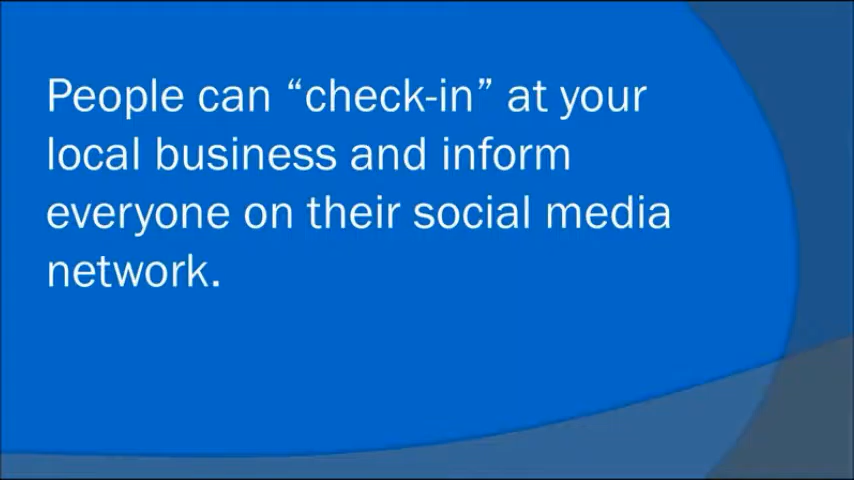 People can “check-in” at your
local business and inform
everyone on their social media
network.